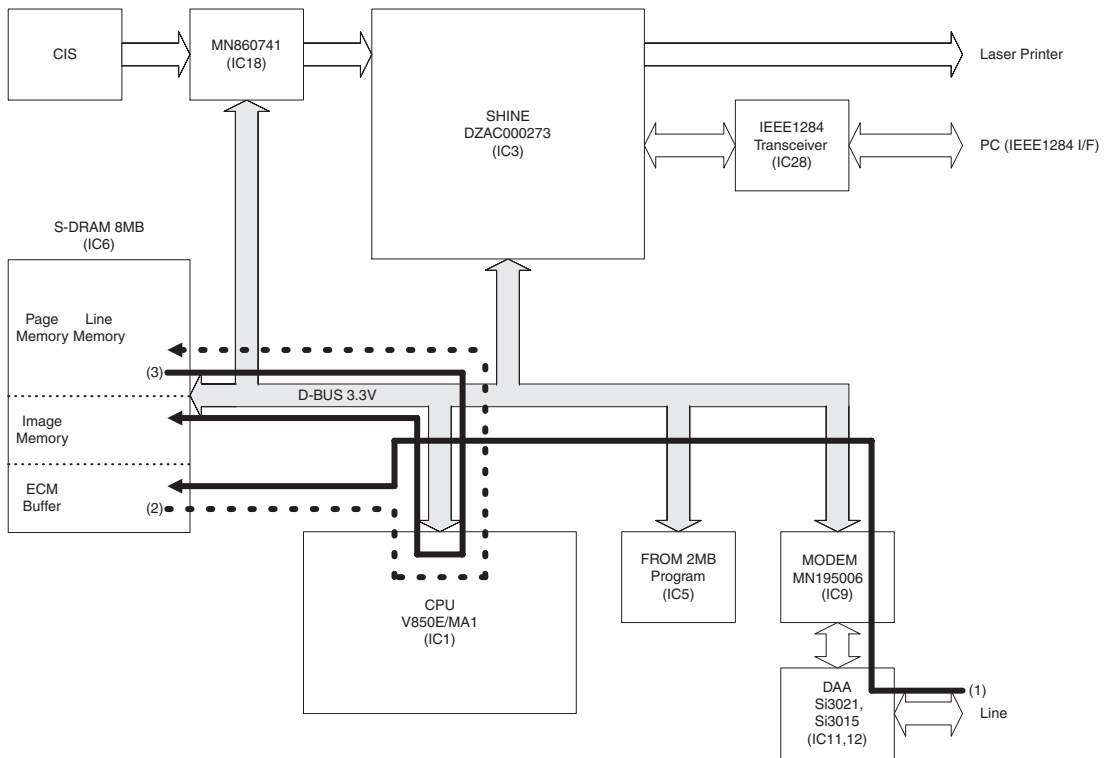 CIS
MN860741
(IC18)
SHINE
DZAC000273
(IC3)
Laser Printer
IEEE1284
Transceiver
(IC28)
PC (IEEE1284 I/F)
S-DRAM 8MB
(IC6)
Page Line
Memory Memory
(3)
D-BUS 3.3V
Image
Memory
ECM
Buffer
(2)
CPU
V850E/MA1
(IC1)
FROM 2MB
Program
(IC5)
MODEM
MN195006
(IC9)
DAA
Si3021,
Si3015
(IC11,12)
(1)
Line